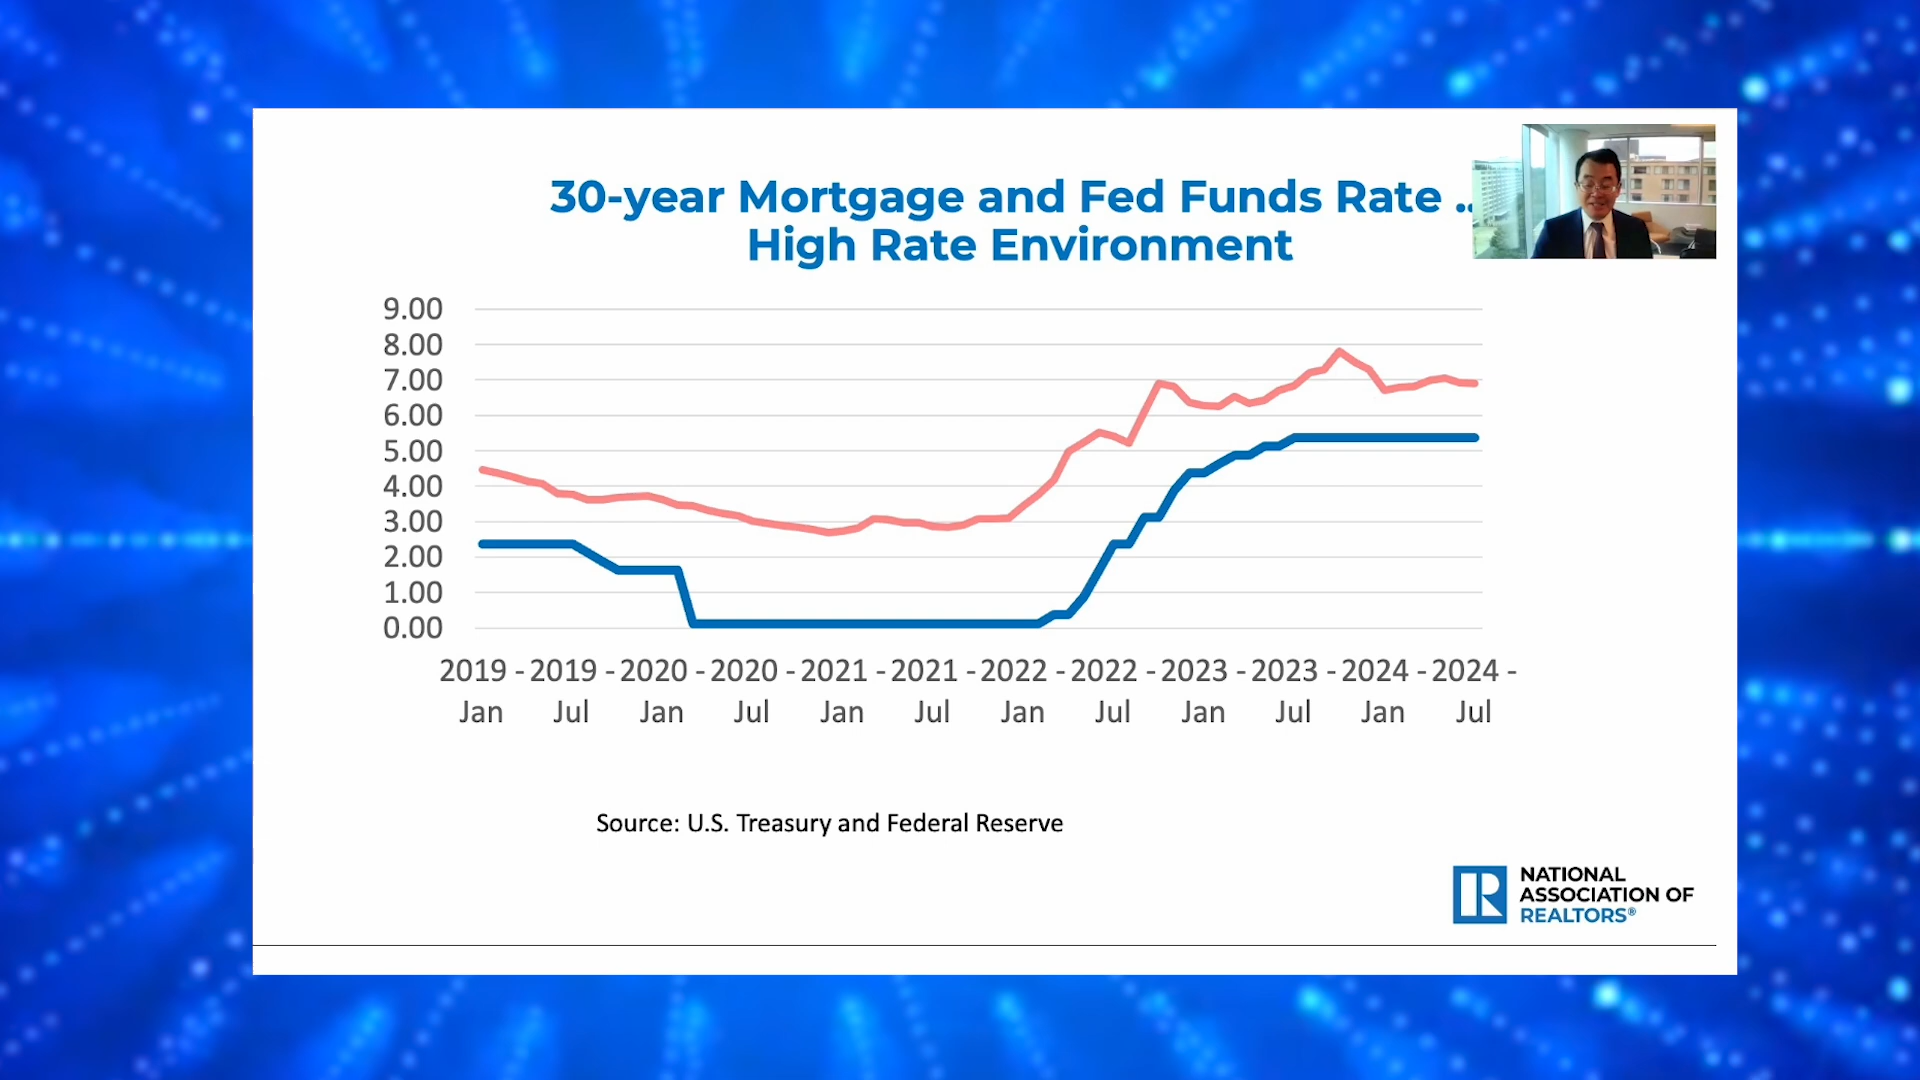 30-year Mortgage and Fed Funds Rate ..
High Rate Environment
9.00
8.00
7.00
6.00
5.00
4.00
3.00
2.00
1.00
0.00
2019 - 2019 - 2020 - 2020 - 2021 - 2021 - 2022 - 2022 - 2023 - 2023 - 2024 - 2024 -
Jan Jul Jan Jul Jan Jul Jan Jul Jan Jul Jan Jul
Source: U.S. Treasury and Federal Reserve
NATIONAL
ASSOCIATION OF
REALTORS®